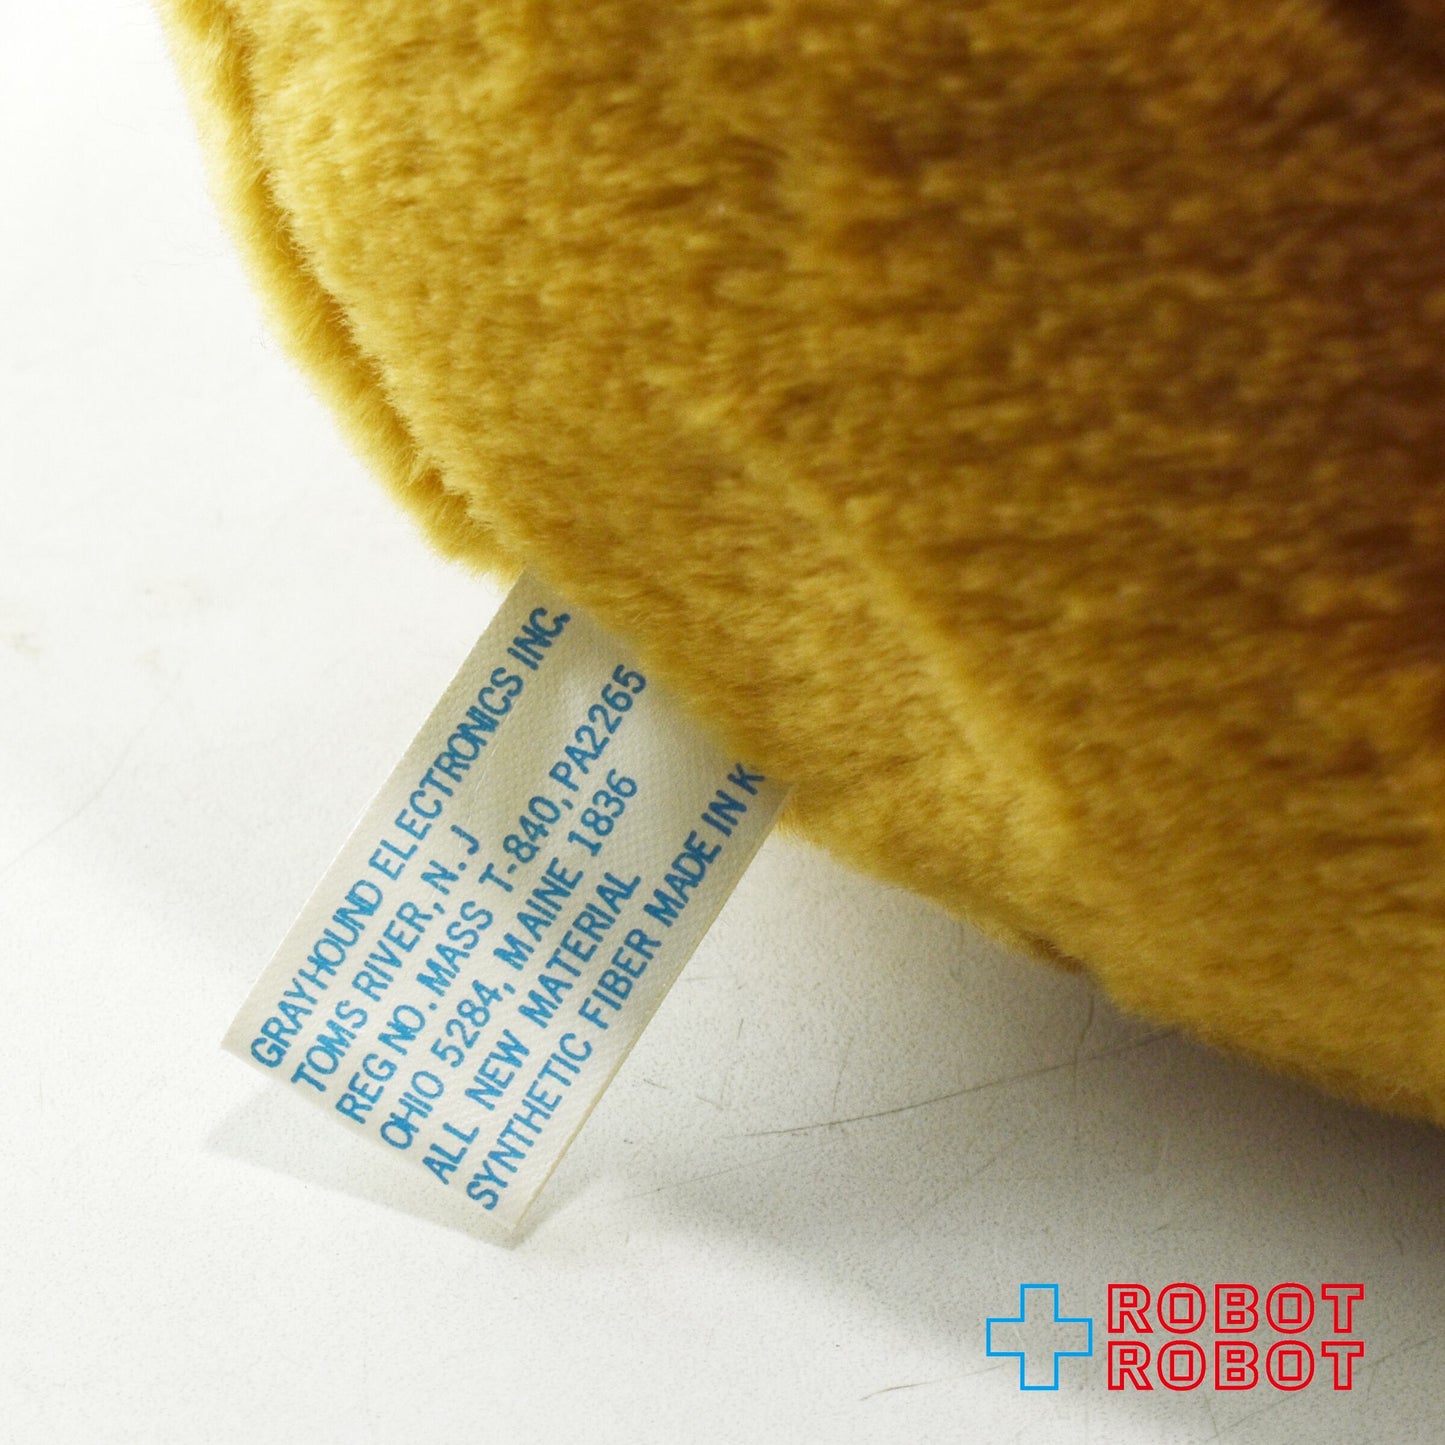 GRAYHOUND ELECTRONICS INC.
TOMS RIVER, N. J
REG NO. MASS T-840, PA2265
OHIO 5284, MAINE 1836
ALL NEW MATERIAL
SYNTHETIC FIBER MADE IN K
ROBOT
ROBOT